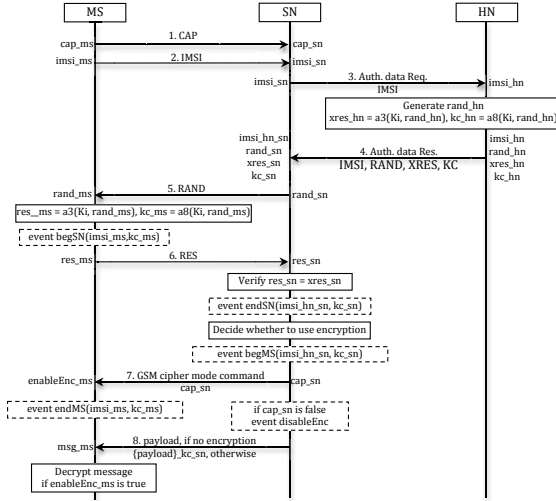 MS
SN
HN
1. CAP
cap_ms
cap_sn
2. IMSI
imsi_ms
imsi_sn
3. Auth. data Req.
imsi_sn
imsi_hn
IMSI
Generate rand_hn
xres_hn = a3(Ki, rand_hn), kc_hn = a8(Ki, rand_hn)
imsi_hn_sn
imsi_hn
rand_sn
rand_hn
4. Auth. data Res.
xres_sn
xres_hn
IMSI, RAND, XRES, KC
kc_sn
kc_hn
5. RAND
rand_ms
rand_sn
res__ms = a3(Ki, rand_ms), kc_ms = a8(Ki, rand_ms)
event begSN(imsi_ms,kc_ms)
6. RES
res_ms
res_sn
Verify res_sn = xres_sn
event endSN(imsi_hn_sn, kc_sn)
Decide whether to use encryption
event begMS(imsi_hn_sn, kc_sn)
7. GSM cipher mode command
enableEnc_ms
cap_sn
cap_sn
event endMS(imsi_ms, kc_ms)
if cap_sn is false
event disableEnc
8. payload, if no encryption
msg_ms
{payload}_kc_sn, otherwise
Decrypt message
if enableEnc_ms is true